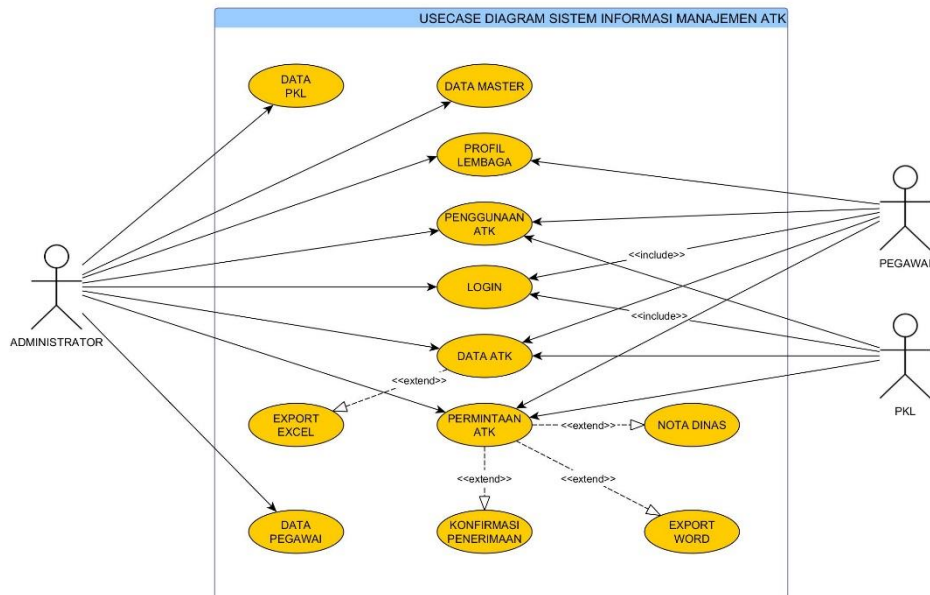 USECASE DIAGRAM SISTEM INFORMASI MANAJEMEN ATK
DATA
PKL
DATA MASTER
PROFIL
LEMBAGA
PENGGUNAAN
ATK
<<include>>
PEGAWAI
LOGIN
<<include>>
ADMINISTRATOR
DATA ATK
<<extend>>
EXPORT
EXCEL
PERMINTAAN
ATK
<<extend>>
NOTA DINAS
PKL
<<extend>>
<<extend>>
DATA
PEGAWAI
KONFIRMASI
PENERIMAAN
EXPORT
WORD